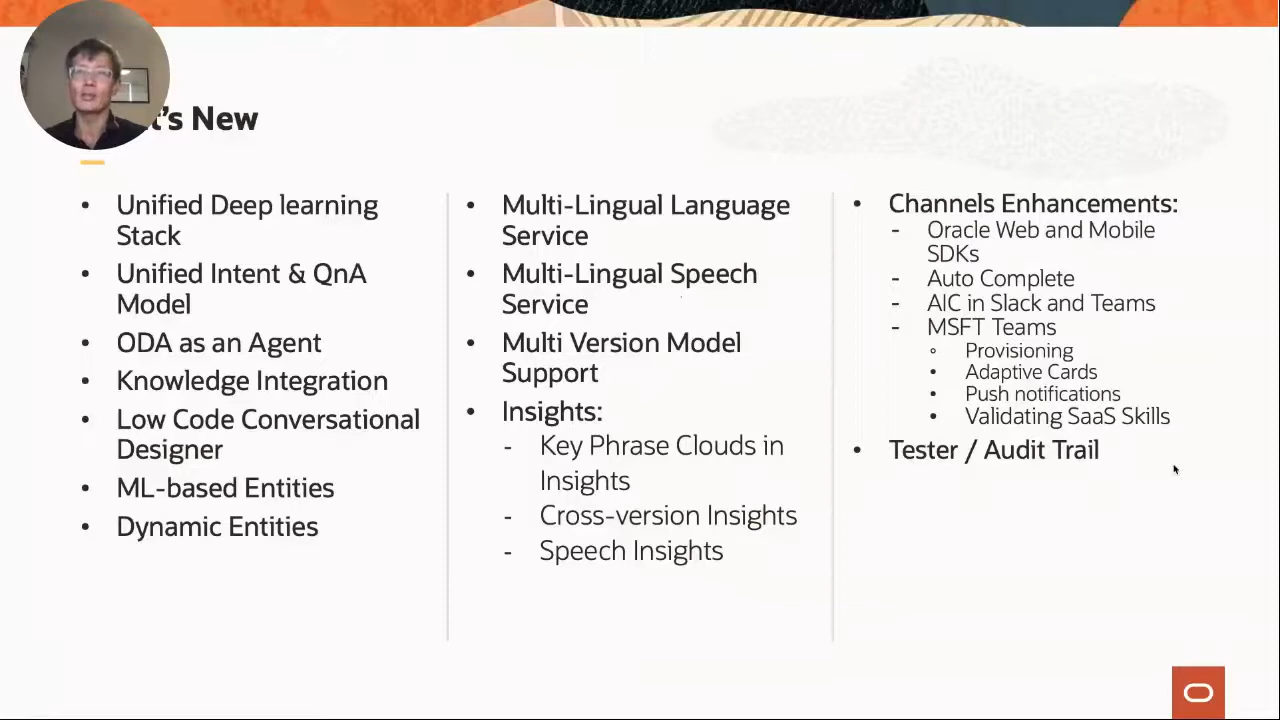 t's New
• Unified Deep learning
Stack
• Unified Intent & QnA
Model
• ODA as an Agent
• Knowledge Integration
• Low Code Conversational
Designer
• ML-based Entities
• Dynamic Entities
• Multi-Lingual Language
Service
• Multi-Lingual Speech
Service
• Multi Version Model
Support
• Insights:
- Key Phrase Clouds in
Insights
- Cross-version Insights
- Speech Insights
• Channels Enhancements:
- Oracle Web and Mobile
SDKs
- Auto Complete
- AIC in Slack and Teams
- MSFT Teams
◦ Provisioning
• Adaptive Cards
• Push notifications
• Validating SaaS Skills
• Tester / Audit Trail